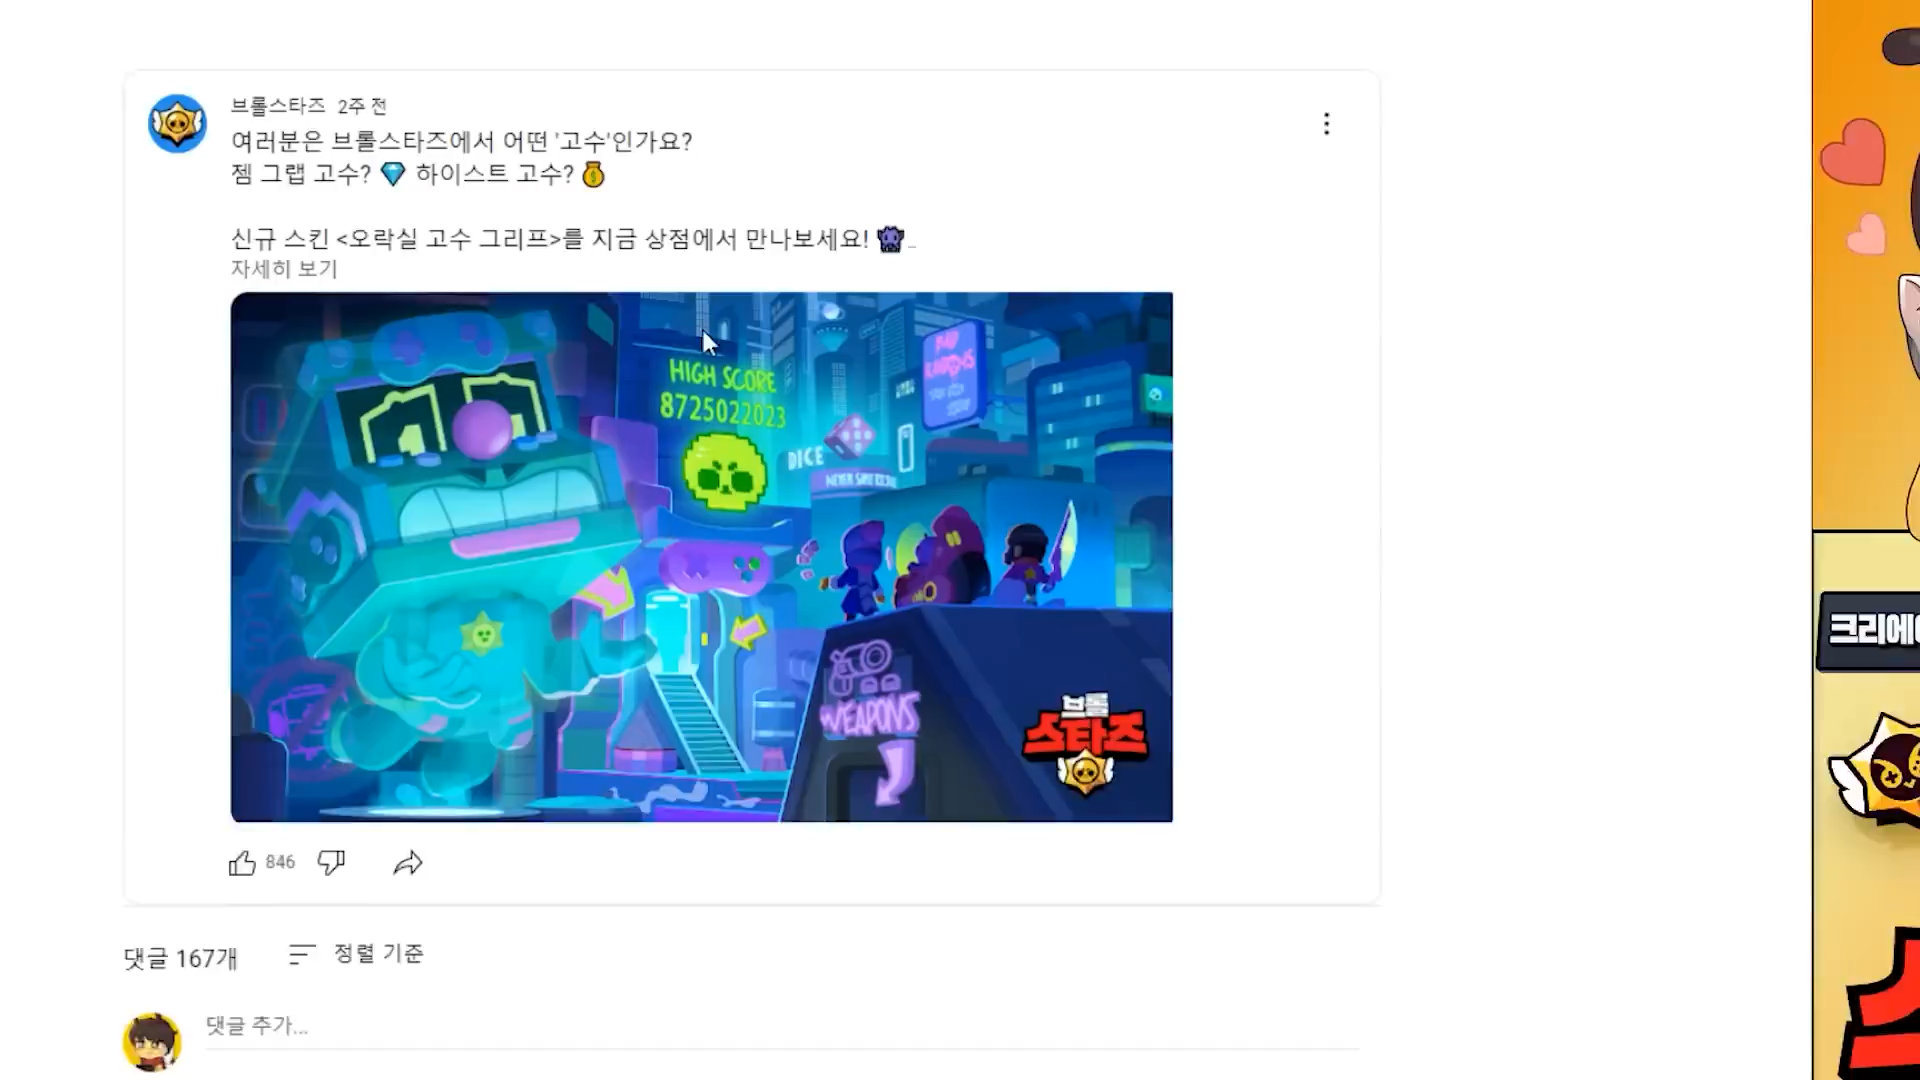 브롤스타즈 2주 전
여러분은 브롤스타즈에서 어떤 '고수'인가요?
젬 그랩 고수? 💎 하이스트 고수? 💰
신규 스킨 <오락실 고수 그리프>를 지금 상점에서 만나보세요!
자세히 보기
HIGH SCORE
8725022023
DICE
WEAPONS
브롤
스타즈
846
댓글 167개
정렬 기준
댓글 추가...
크리에